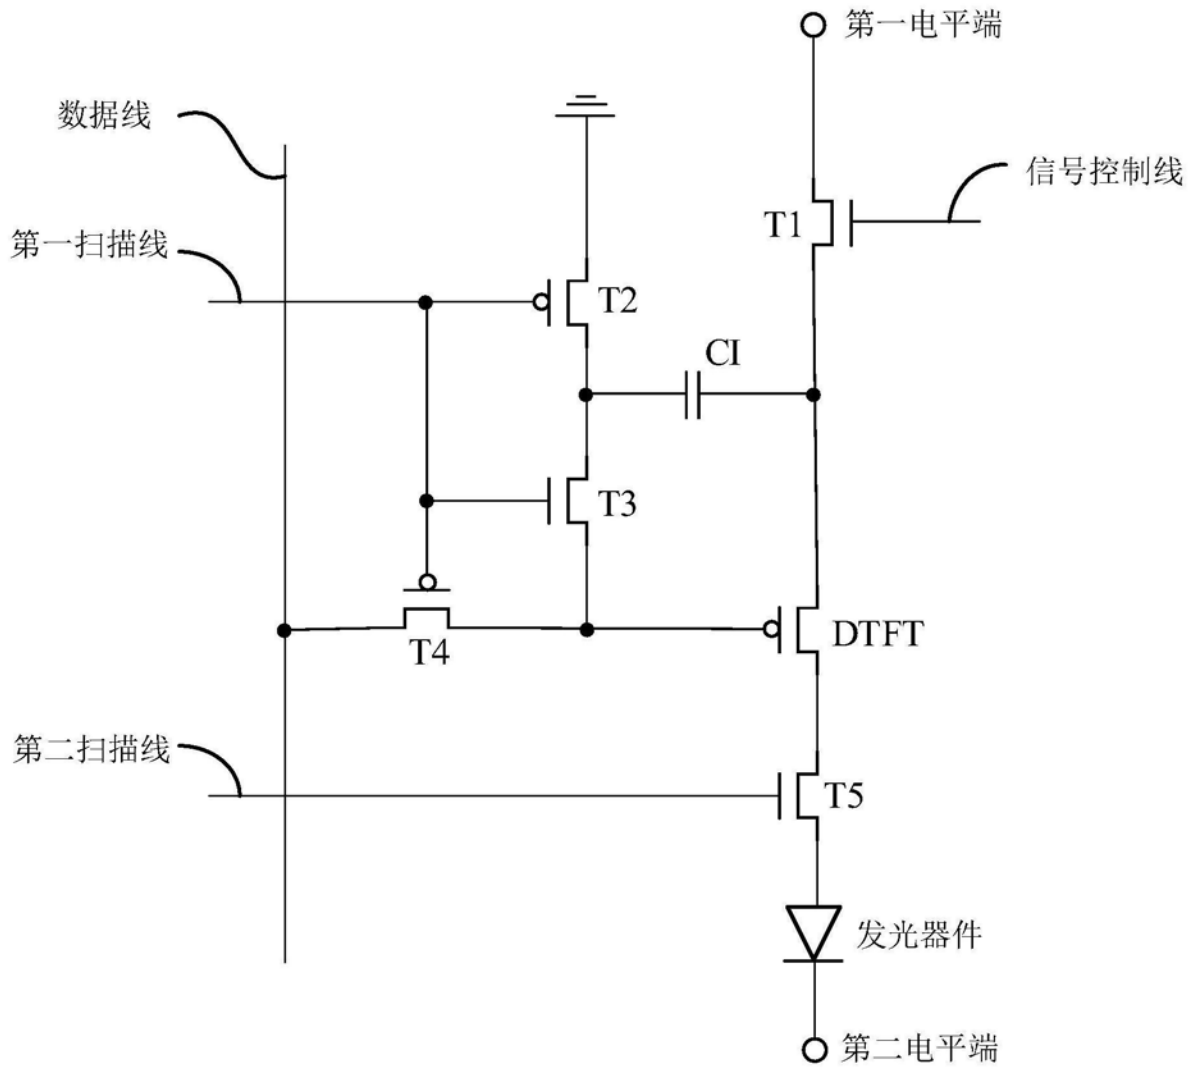 第一电平端
数据线
信号控制线
T1
第一扫描线
T2
CI
T3
T4
DTFT
第二扫描线
T5
发光器件
第二电平端